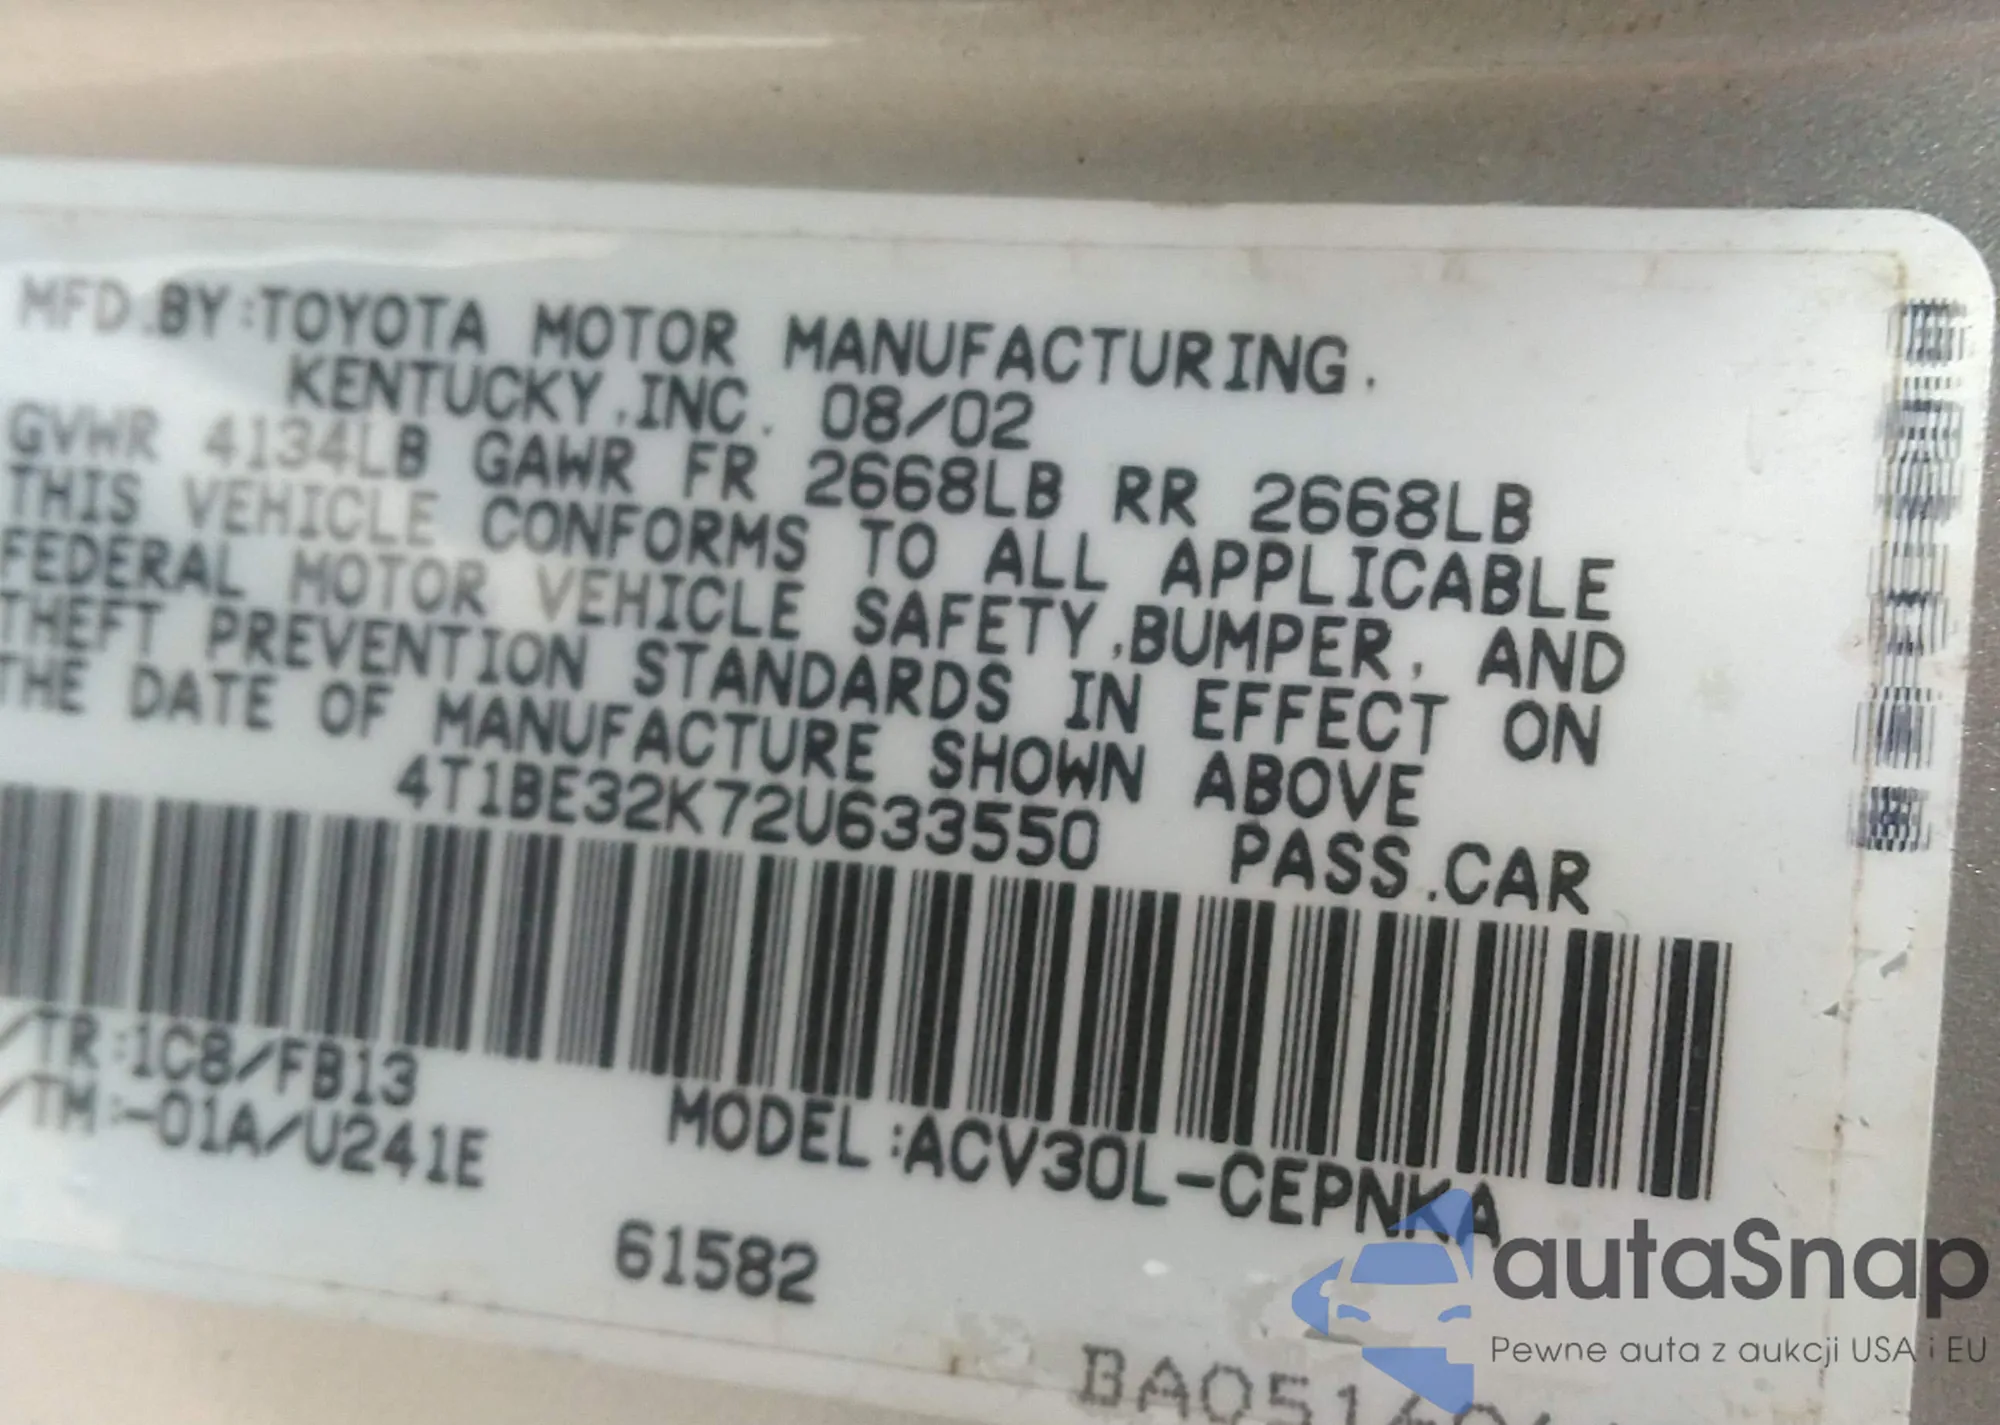 MFD.BY:TOYOTA MOTOR MANUFACTURING.
KENTUCKY,INC. 08/02
GVWR 4134LB GAWR FR 2668LB RR 2668LB
THIS VEHICLE CONFORMS TO ALL APPLICABLE
FEDERAL MOTOR VEHICLE SAFETY,BUMPER, AND
THEFT PREVENTION STANDARDS IN EFFECT ON
THE DATE OF MANUFACTURE SHOWN ABOVE
4T1BE32K72U633550 PASS.CAR
/TR:1C8/FB13
/TM:-01A/U241E
MODEL:ACV30L-CEPNKA
61582
autaSnap
Pewne auta z aukcji USA i EU